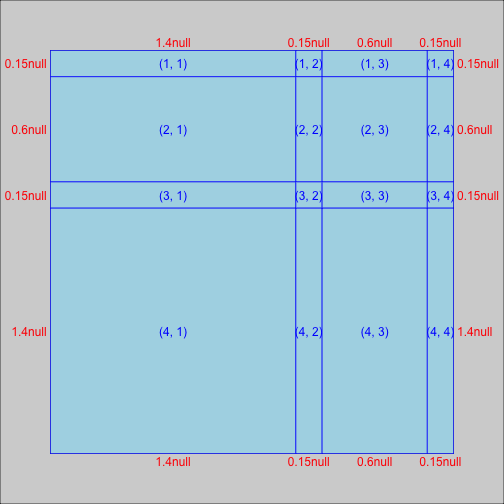 1.4null 0.15null 0.6null 0.15null
0.15null (1, 1) (1, 2) (1, 3) (1, 4) 0.15null
0.6null (2, 1) (2, 2) (2, 3) (2, 4) 0.6null
0.15null (3, 1) (3, 2) (3, 3) (3, 4) 0.15null
1.4null (4, 1) (4, 2) (4, 3) (4, 4) 1.4null
1.4null 0.15null 0.6null 0.15null